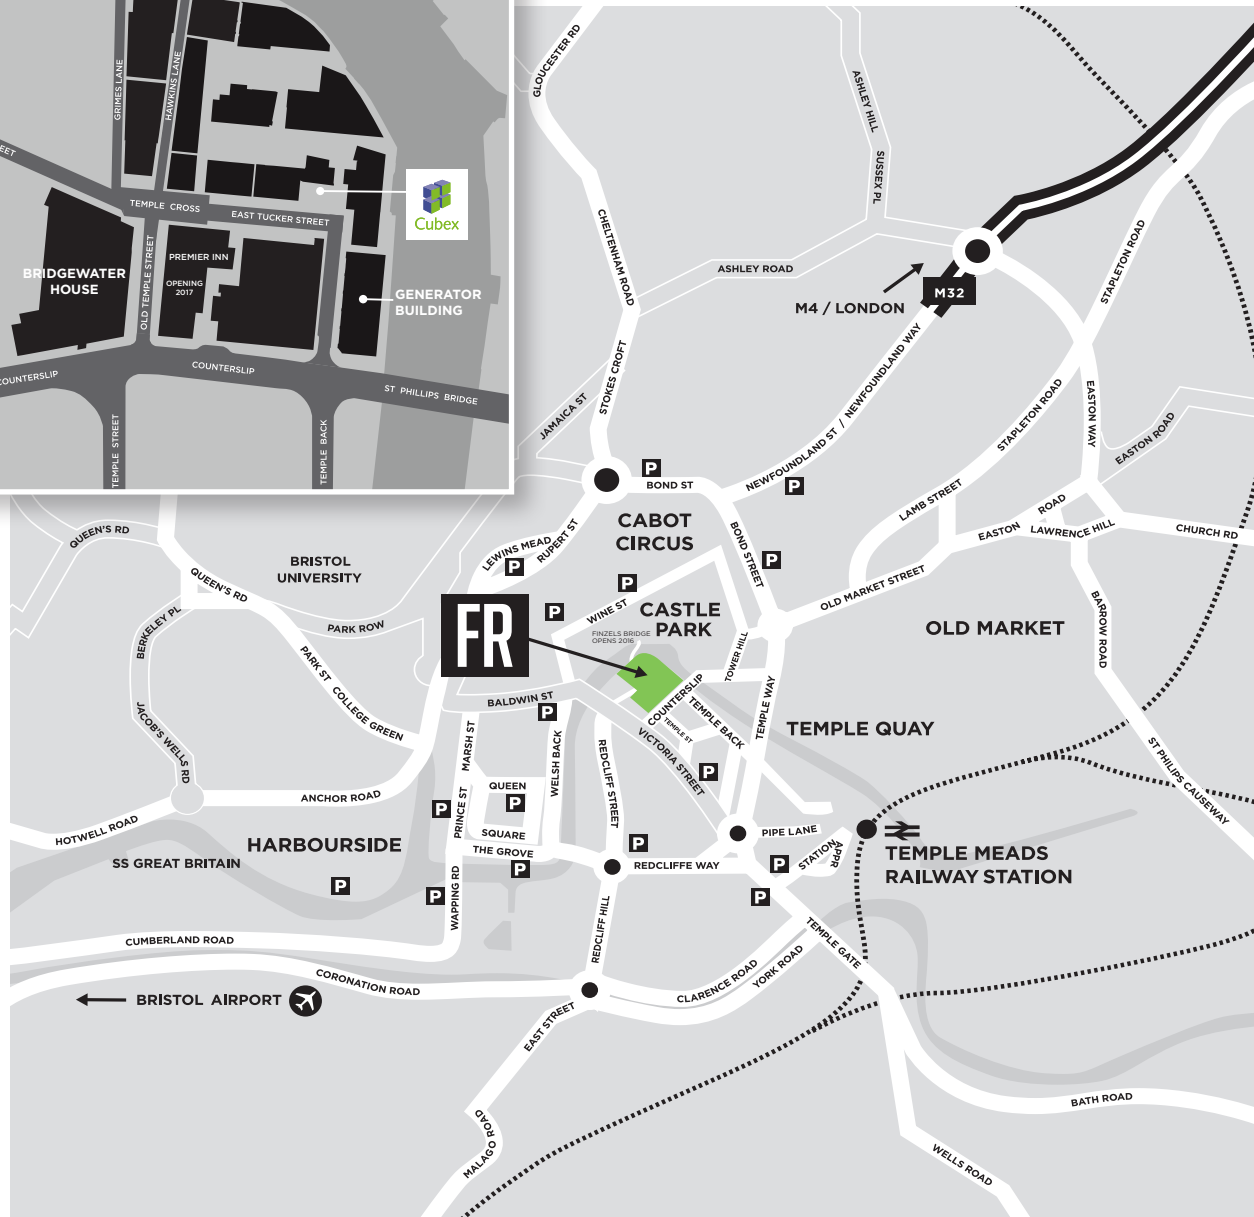 GRIMES LANE
HAWKINS LANE
TEMPLE CROSS
EAST TUCKER STREET
Cubex
OLD TEMPLE STREET
PREMIER INN
OPENING
2017
BRIDGEWATER
HOUSE
GENERATOR
BUILDING
COUNTERSLIP
COUNTERSLIP
ST PHILLIPS BRIDGE
TEMPLE STREET
TEMPLE BACK
GLOUCESTER RD
ASHLEY HILL
SUSSEX PL
CHELTENHAM ROAD
ASHLEY ROAD
M4 / LONDON
M32
STAPLETON ROAD
STOKES CROFT
JAMAICA ST
NEWFOUNDLAND ST / NEWFOUNDLAND WAY
STAPLETON ROAD
EASTON WAY
EASTON ROAD
P
BOND ST
P
CABOT
CIRCUS
BOND STREET
P
LAMB STREET
EASTON ROAD
LAWRENCE HILL
CHURCH RD
QUEEN'S RD
LEWINS MEAD
RUPERT ST
P
BRISTOL
UNIVERSITY
QUEEN'S RD
P
WINE ST
P
CASTLE
PARK
FINZELS BRIDGE
OPENS 2016
FR
OLD MARKET STREET
OLD MARKET
BARROW ROAD
BERKELEY PL
PARK ROW
PARK ST
COLLEGE GREEN
JACOB'S WELLS RD
TOWER HILL
COUNTERSLIP
TEMPLE BACK
TEMPLE ST
TEMPLE WAY
TEMPLE QUAY
BALDWIN ST
P
MARSH ST
WELSH BACK
REDCLIFF STREET
VICTORIA STREET
P
ST PHILIPS CAUSEWAY
ANCHOR ROAD
HOTWELL ROAD
QUEEN
P
SQUARE
P
PRINCE ST
THE GROVE
P
HARBOURSIDE
SS GREAT BRITAIN
P
P
WAPPING RD
P
REDCLIFFE WAY
PIPE LANE
P
STATION
APPR
P
TEMPLE MEADS
RAILWAY STATION
CUMBERLAND ROAD
REDCLIFF HILL
TEMPLE GATE
CORONATION ROAD
BRISTOL AIRPORT
CLARENCE ROAD
YORK ROAD
EAST STREET
MALAGO ROAD
BATH ROAD
WELLS ROAD